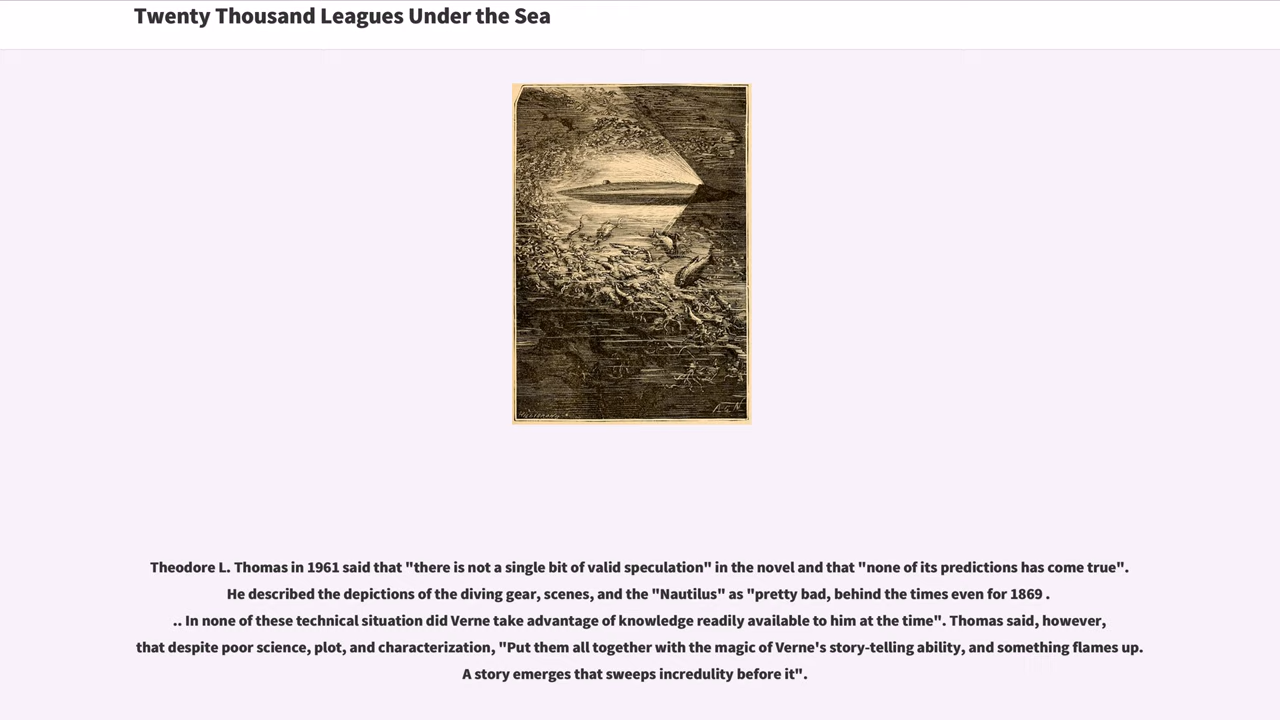 Twenty Thousand Leagues Under the Sea
Theodore L. Thomas in 1961 said that "there is not a single bit of valid speculation" in the novel and that "none of its predictions has come true".
He described the depictions of the diving gear, scenes, and the "Nautilus" as "pretty bad, behind the times even for 1869 .
.. In none of these technical situation did Verne take advantage of knowledge readily available to him at the time". Thomas said, however,
that despite poor science, plot, and characterization, "Put them all together with the magic of Verne's story-telling ability, and something flames up.
A story emerges that sweeps incredulity before it".